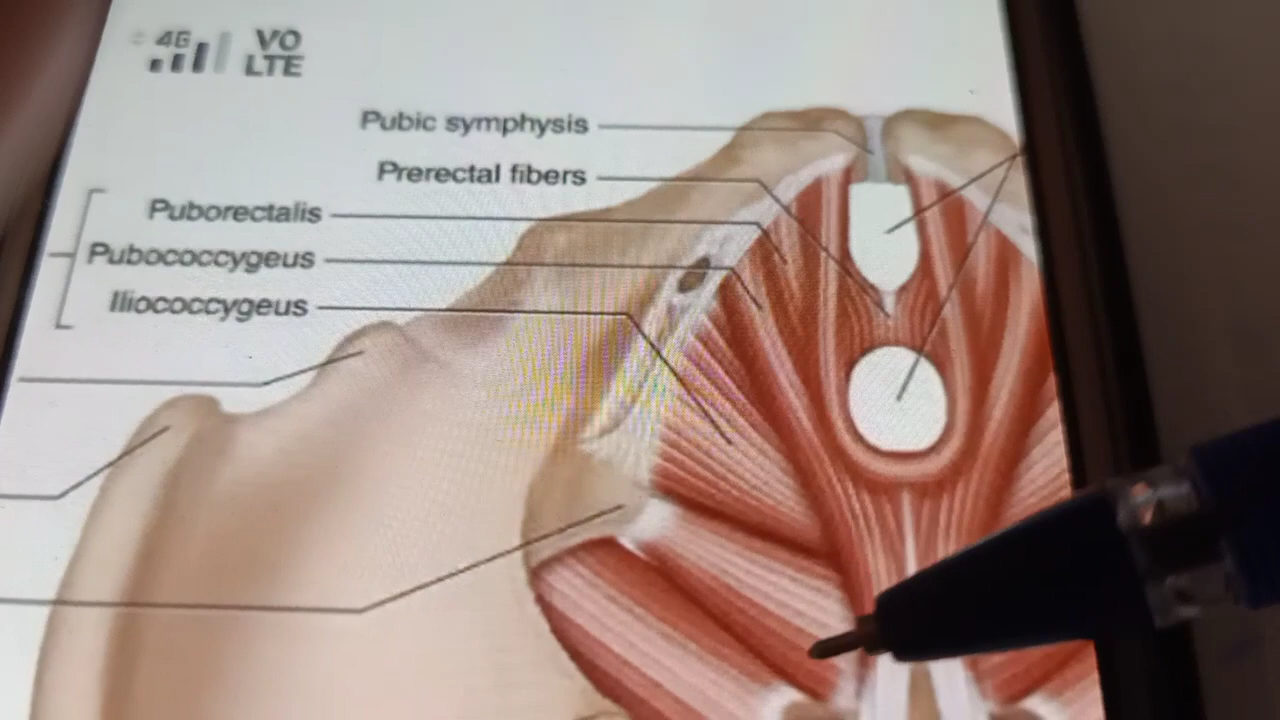 4G VO
LTE
Pubic symphysis
Prerectal fibers
Puborectalis
Pubococcygeus
Iliococcygeus